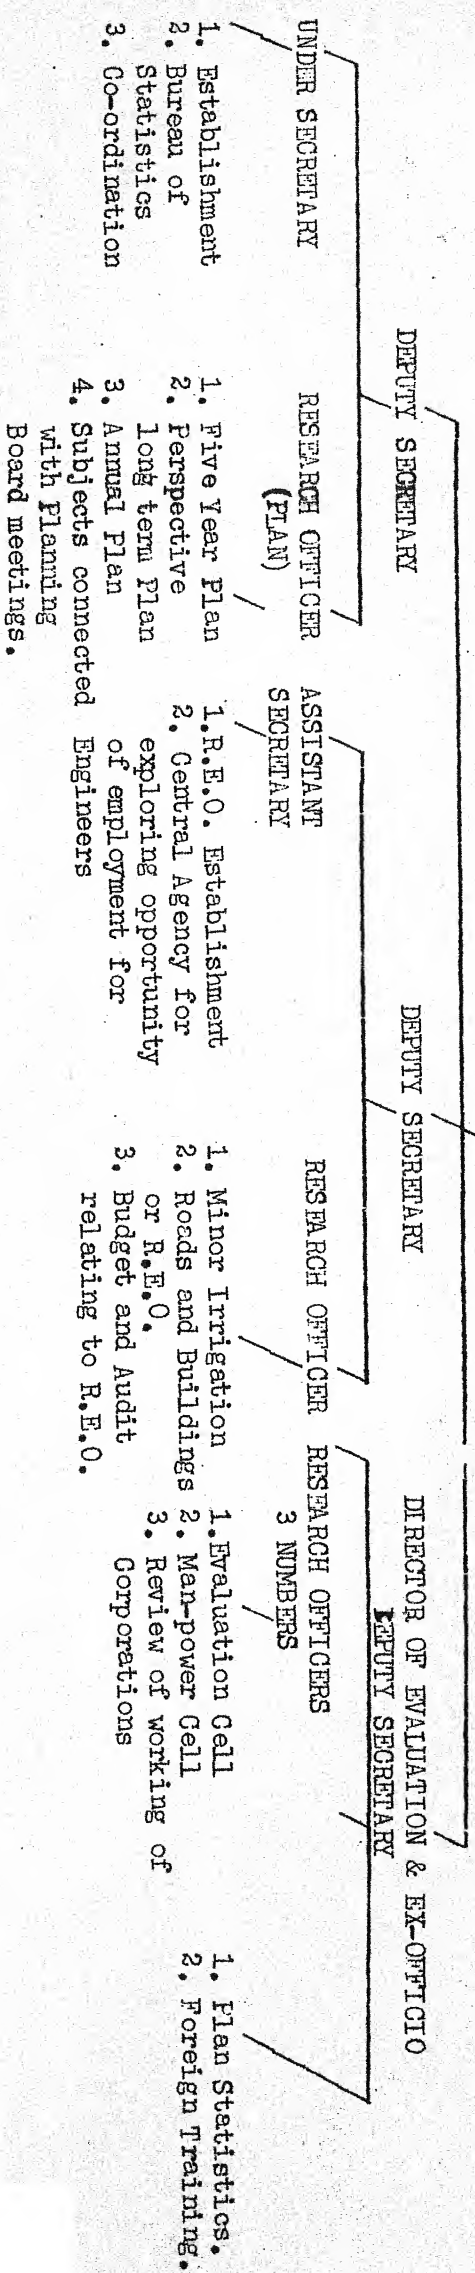 DEPUTY SECRETARY
DEPUTY SECRETARY
DIRECTOR OF EVALUATION & EX-OFFICIO
DEPUTY SECRETARY
UNDER SECRETARY
RESEARCH OFFICER
(PLAN)
ASSISTANT
SECRETARY
RESEARCH OFFICER
RESEARCH OFFICERS
3 NUMBERS
1. Establishment
2. Bureau of
Statistics
3. Co-ordination
1. Five Year Plan
2. Perspective
long term Plan
3. Annual Plan
4. Subjects connected
with Planning
Board meetings.
1.R.E.O. Establishment
2. Central Agency for
exploring opportunity
of employment for
Engineers
1. Minor Irrigation
2. Roads and Buildings
or R.E.O.
3. Budget and Audit
relating to R.E.O.
1.Evaluation Cell
2. Man-power Cell
3. Review of working of
Corporations
1. Plan Statistics.
2. Foreign Training.